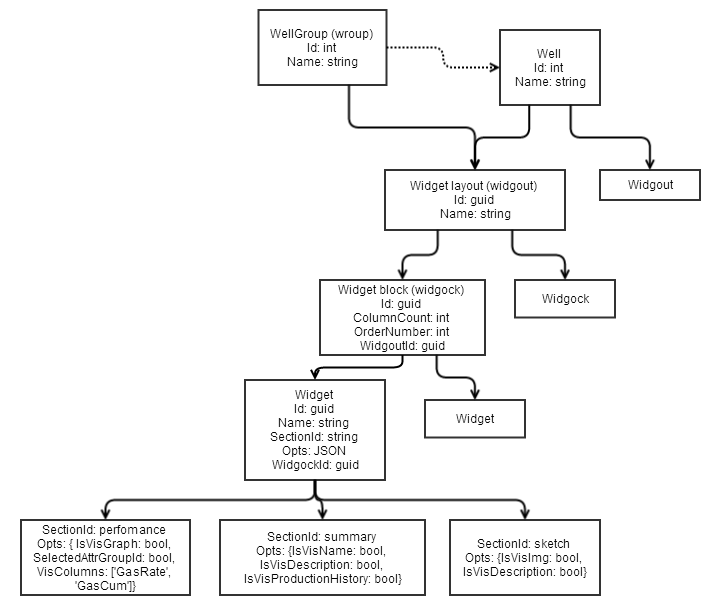 WellGroup (wroup)
Id: int
Name: string
Well
Id: int
Name: string
Widget layout (widgout)
Id: guid
Name: string
Widgout
Widget block (widgock)
Id: guid
ColumnCount: int
OrderNumber: int
WidgoutId: guid
Widgock
Widget
Id: guid
Name: string
SectionId: string
Opts: JSON
WidgockId: guid
Widget
SectionId: perfomance
Opts: { IsVisGraph: bool,
SelectedAttrGroupId: bool,
VisColumns: ['GasRate',
'GasCum']}
SectionId: summary
Opts: {IsVisName: bool,
IsVisDescription: bool,
IsVisProductionHistory: bool}
SectionId: sketch
Opts: {IsVisImg: bool,
IsVisDescription: bool}